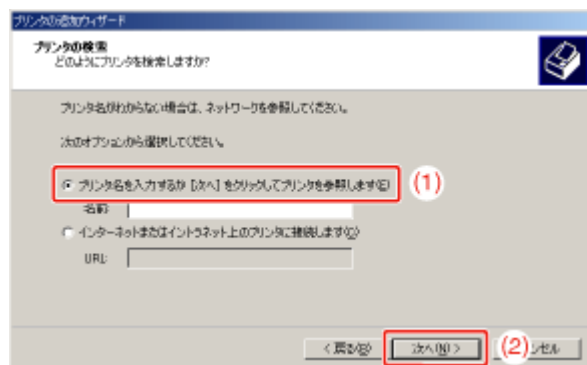 プリンタの追加ウィザード
プリンタの検索
どのようにプリンタを検索しますか?
プリンタ名がわからない場合は、ネットワークを参照してください。
次のオプションから選択してください。
プリンタ名を入力するか [次へ] をクリックしてプリンタを参照します(E) (1)
名前:
インターネットまたはイントラネット上のプリンタに接続します(C)
URL:
< 戻る(B) 次へ(N) > (2) ンセル